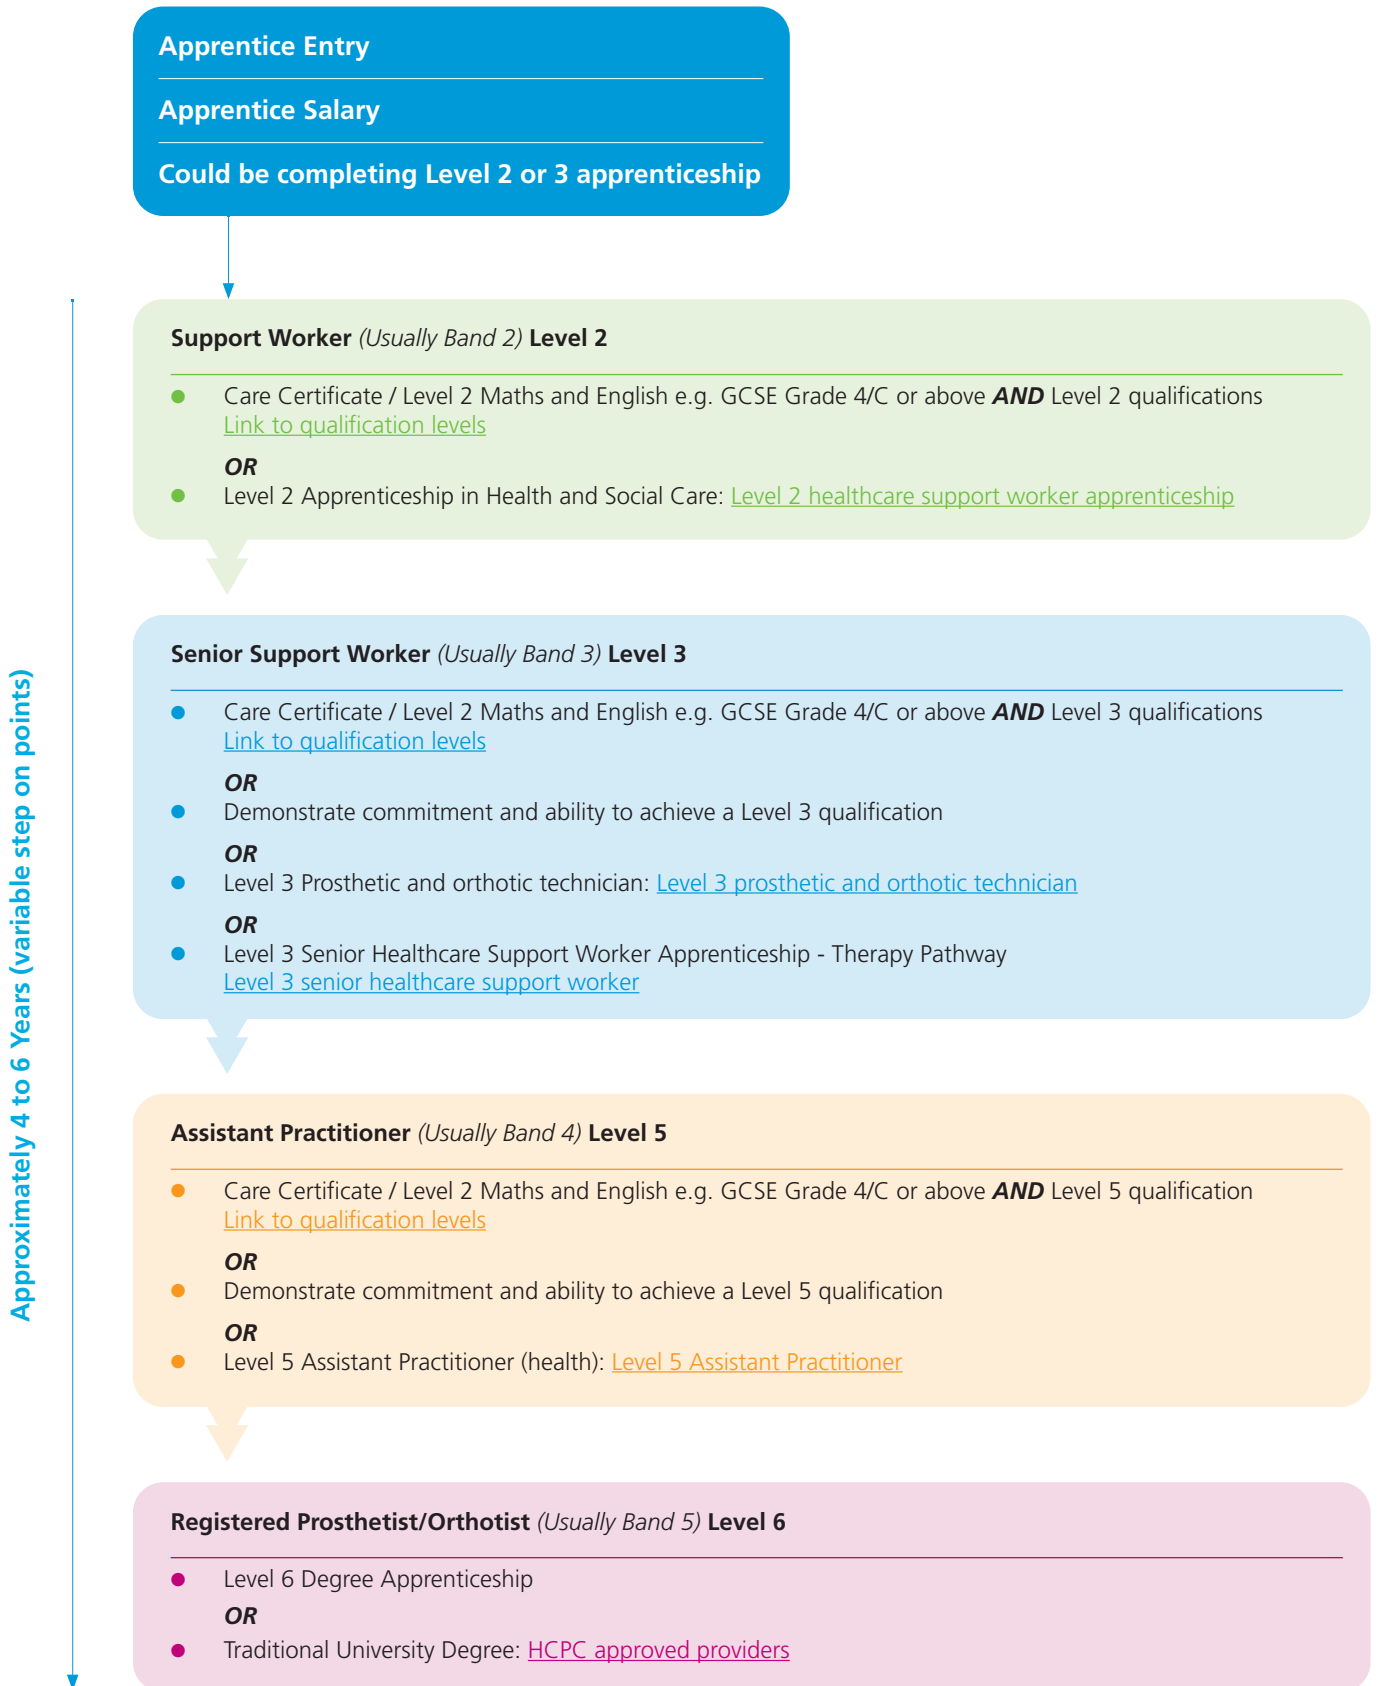 Apprentice Entry
Apprentice Salary
Could be completing Level 2 or 3 apprenticeship
Approximately 4 to 6 Years (variable step on points)
Support Worker (Usually Band 2) Level 2
● Care Certificate / Level 2 Maths and English e.g. GCSE Grade 4/C or above AND Level 2 qualifications
Link to qualification levels
OR
● Level 2 Apprenticeship in Health and Social Care: Level 2 healthcare support worker apprenticeship
Senior Support Worker (Usually Band 3) Level 3
● Care Certificate / Level 2 Maths and English e.g. GCSE Grade 4/C or above AND Level 3 qualifications
Link to qualification levels
OR
● Demonstrate commitment and ability to achieve a Level 3 qualification
OR
● Level 3 Prosthetic and orthotic technician: Level 3 prosthetic and orthotic technician
OR
● Level 3 Senior Healthcare Support Worker Apprenticeship - Therapy Pathway
Level 3 senior healthcare support worker
Assistant Practitioner (Usually Band 4) Level 5
● Care Certificate / Level 2 Maths and English e.g. GCSE Grade 4/C or above AND Level 5 qualification
Link to qualification levels
OR
● Demonstrate commitment and ability to achieve a Level 5 qualification
OR
● Level 5 Assistant Practitioner (health): Level 5 Assistant Practitioner
Registered Prosthetist/Orthotist (Usually Band 5) Level 6
● Level 6 Degree Apprenticeship
OR
● Traditional University Degree: HCPC approved providers